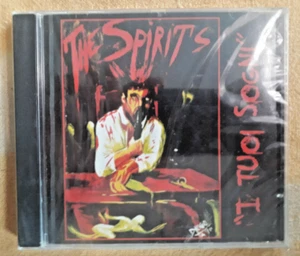 The Spirit's
"I TUOI SOGNI"